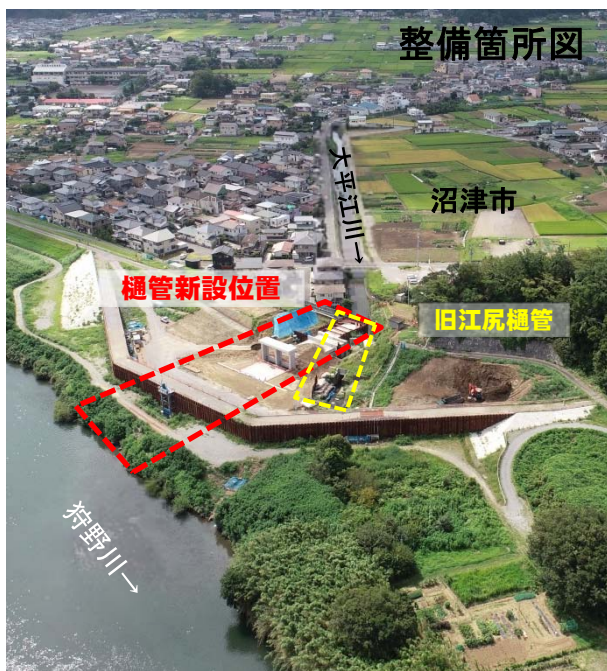 整備箇所図
大平江川→
沼津市
樋管新設位置
旧江尻樋管
狩野川→